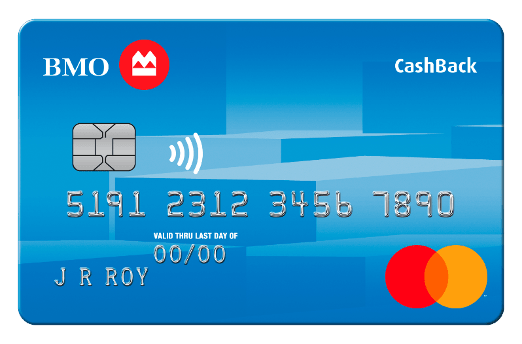 BMO
CashBack
5191 2312 3456 7890
VALID THRU LAST DAY OF
00/00
J R ROY